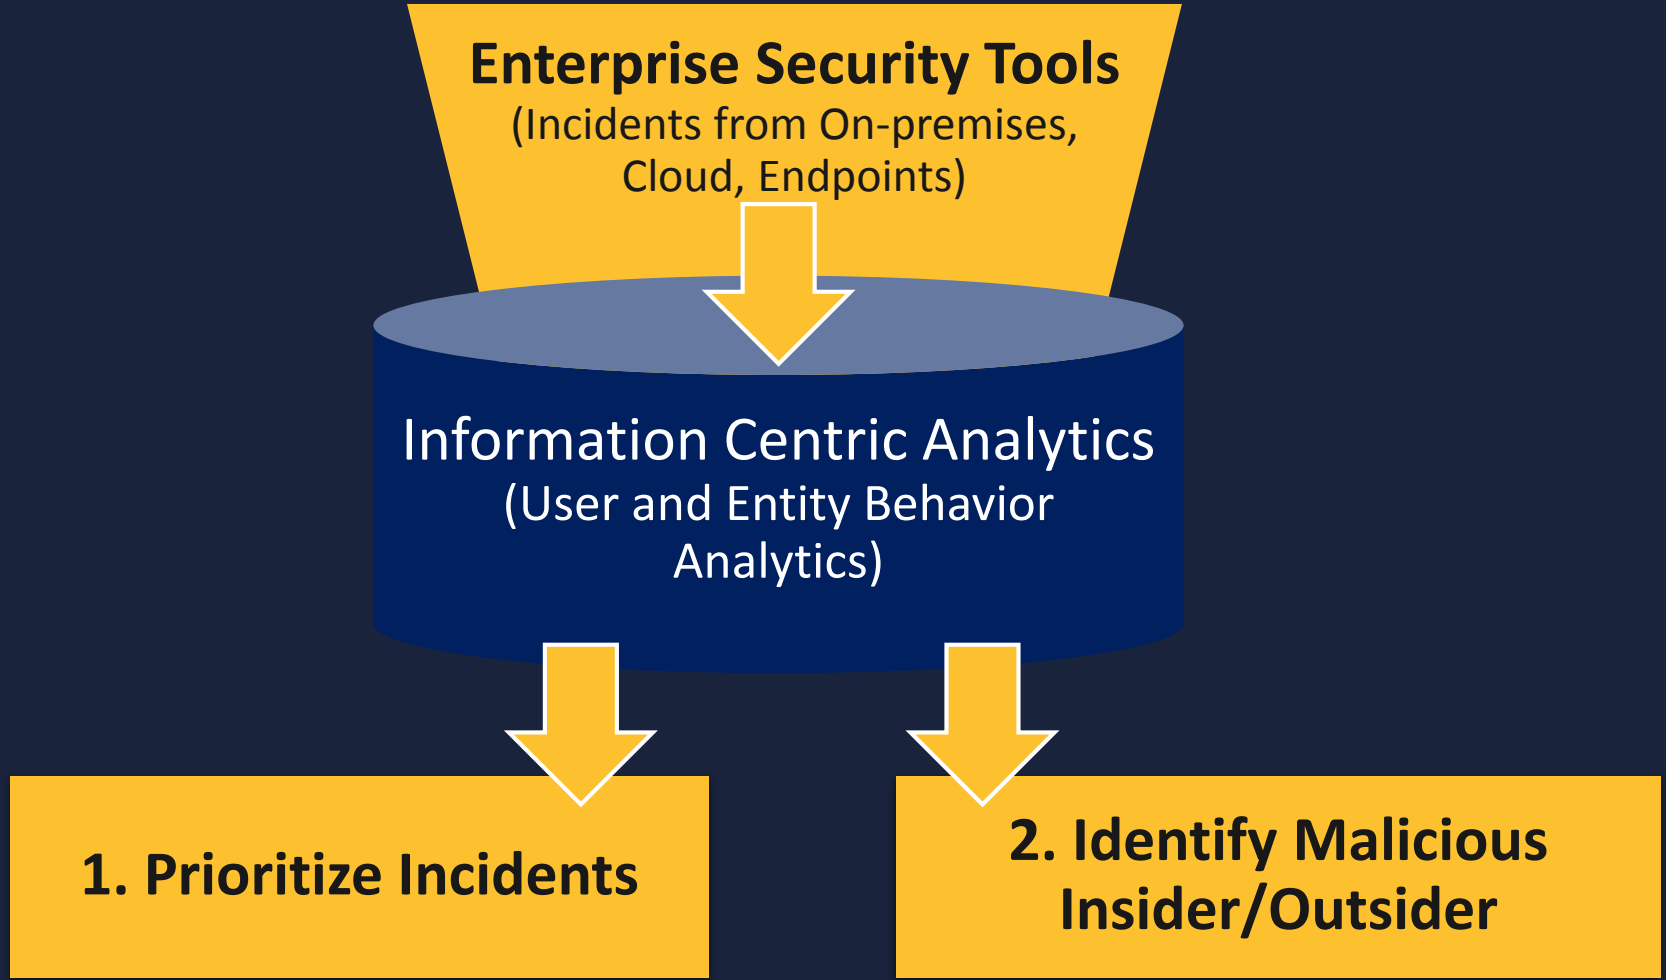 Enterprise Security Tools
(Incidents from On-premises,
Cloud, Endpoints)
Information Centric Analytics
(User and Entity Behavior
Analytics)
1. Prioritize Incidents
2. Identify Malicious
Insider/Outsider